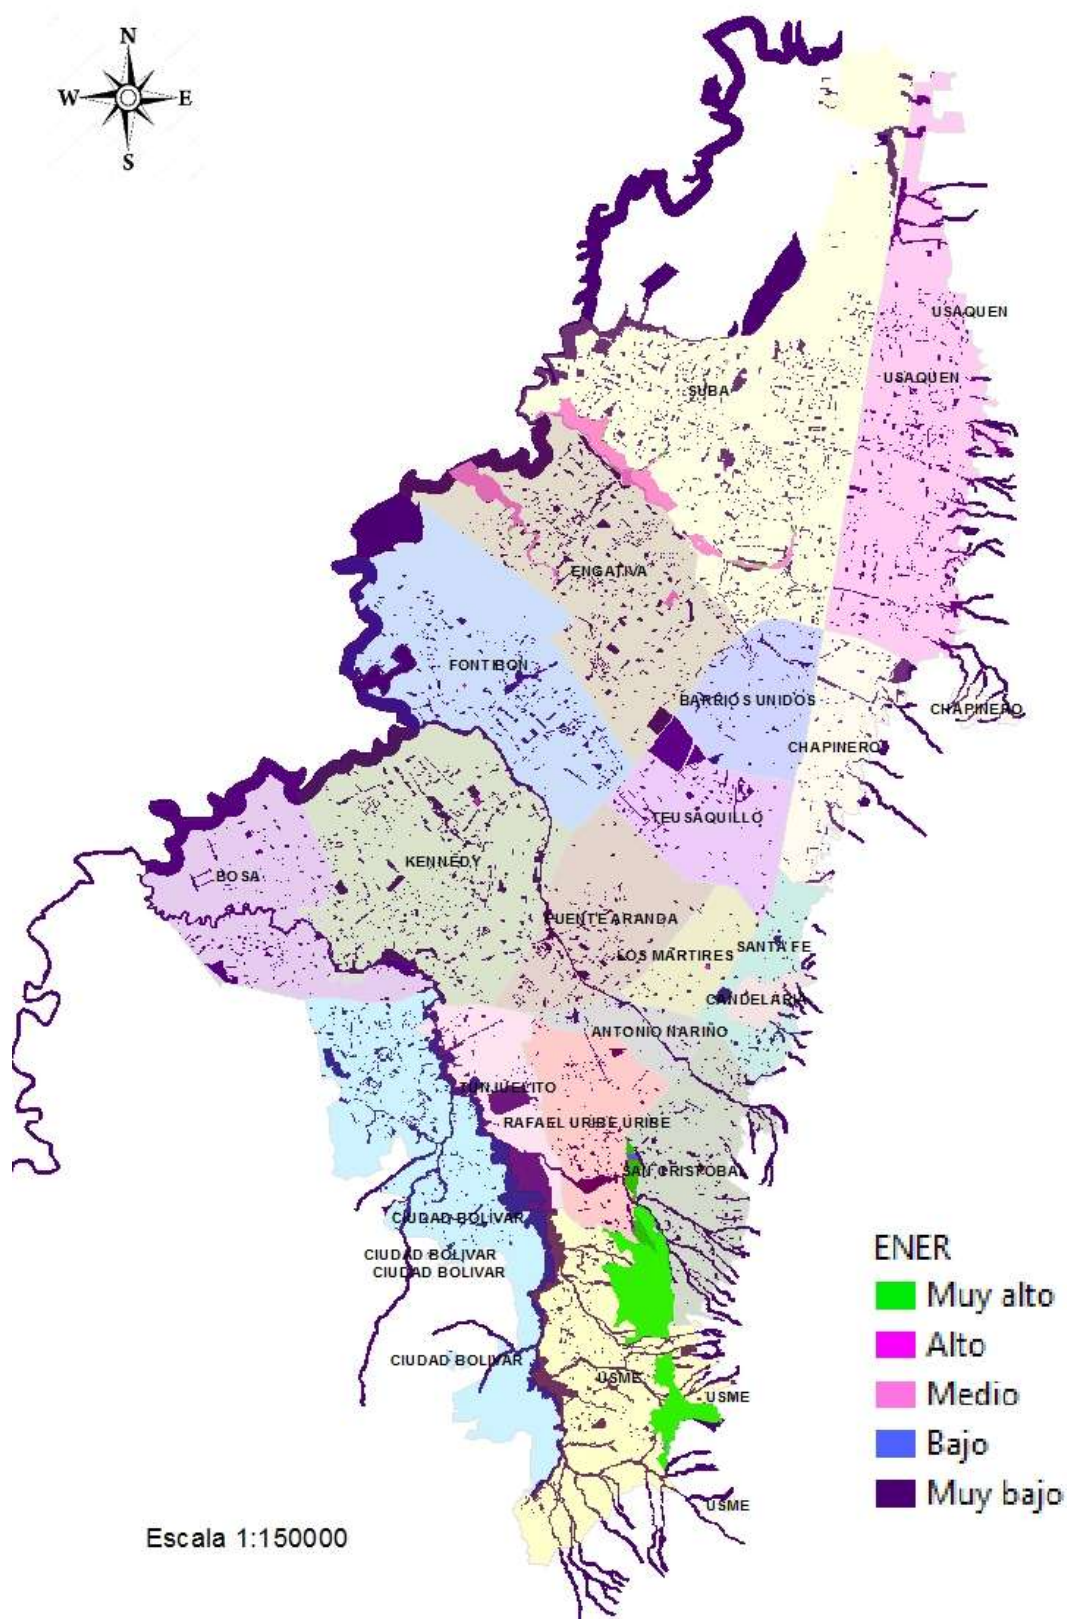 N
W E
S
USAQUEN
USAQUEN
SUBA
ENGATIVA
FONTIBON
BARRIOS UNIDOS
CHAPINERO
CHAPINERO
TEUSAQUILLO
KENNEDY
BOSA
PUENTE ARANDA
SANTA FE
LOS MARTIRES
CANDELARIA
ANTONIO NARIÑO
TUNJUELITO
RAFAEL URIBE URIBE
SAN CRISTOBAL
CIUDAD BOLIVAR
CIUDAD BOLIVAR
CIUDAD BOLIVAR
CIUDAD BOLIVAR
USME
USME
USME
ENER
Muy alto
Alto
Medio
Bajo
Muy bajo
Escala 1:150000